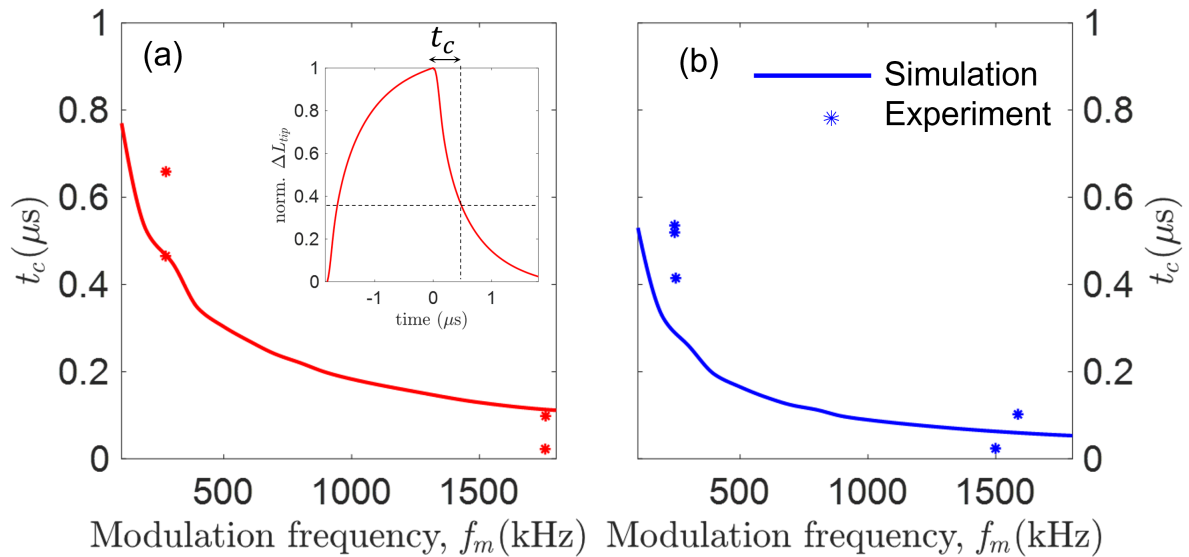 1
0.8
0.6
0.4
0.2
0
t_c (μs)
500
1000
1500
Modulation frequency, f_m (kHz)
(a)
t_c
1
0.8
0.6
0.4
0.2
0
norm. ΔL_tip
-1
0
1
time (μs)
(b)
Simulation
Experiment
500
1000
1500
Modulation frequency, f_m (kHz)
1
0.8
0.6
0.4
0.2
0
t_c (μs)